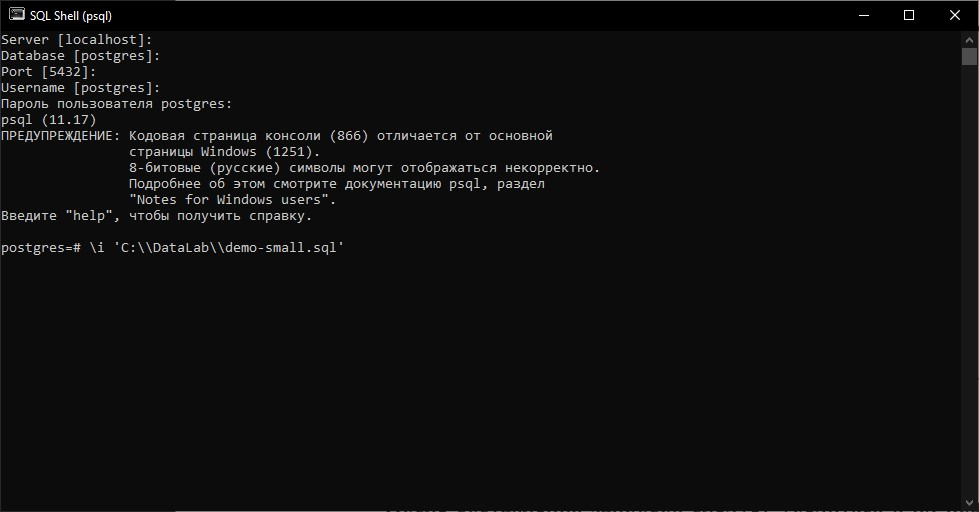 SQL Shell (psql)
Server [localhost]:
Database [postgres]:
Port [5432]:
Username [postgres]:
Пароль пользователя postgres:
psql (11.17)
ПРЕДУПРЕЖДЕНИЕ: Кодовая страница консоли (866) отличается от основной
страницы Windows (1251).
8-битовые (русские) символы могут отображаться некорректно.
Подробнее об этом смотрите документацию psql, раздел
"Notes for Windows users".
Введите "help", чтобы получить справку.
postgres=# \i 'C:\\DataLab\\demo-small.sql'